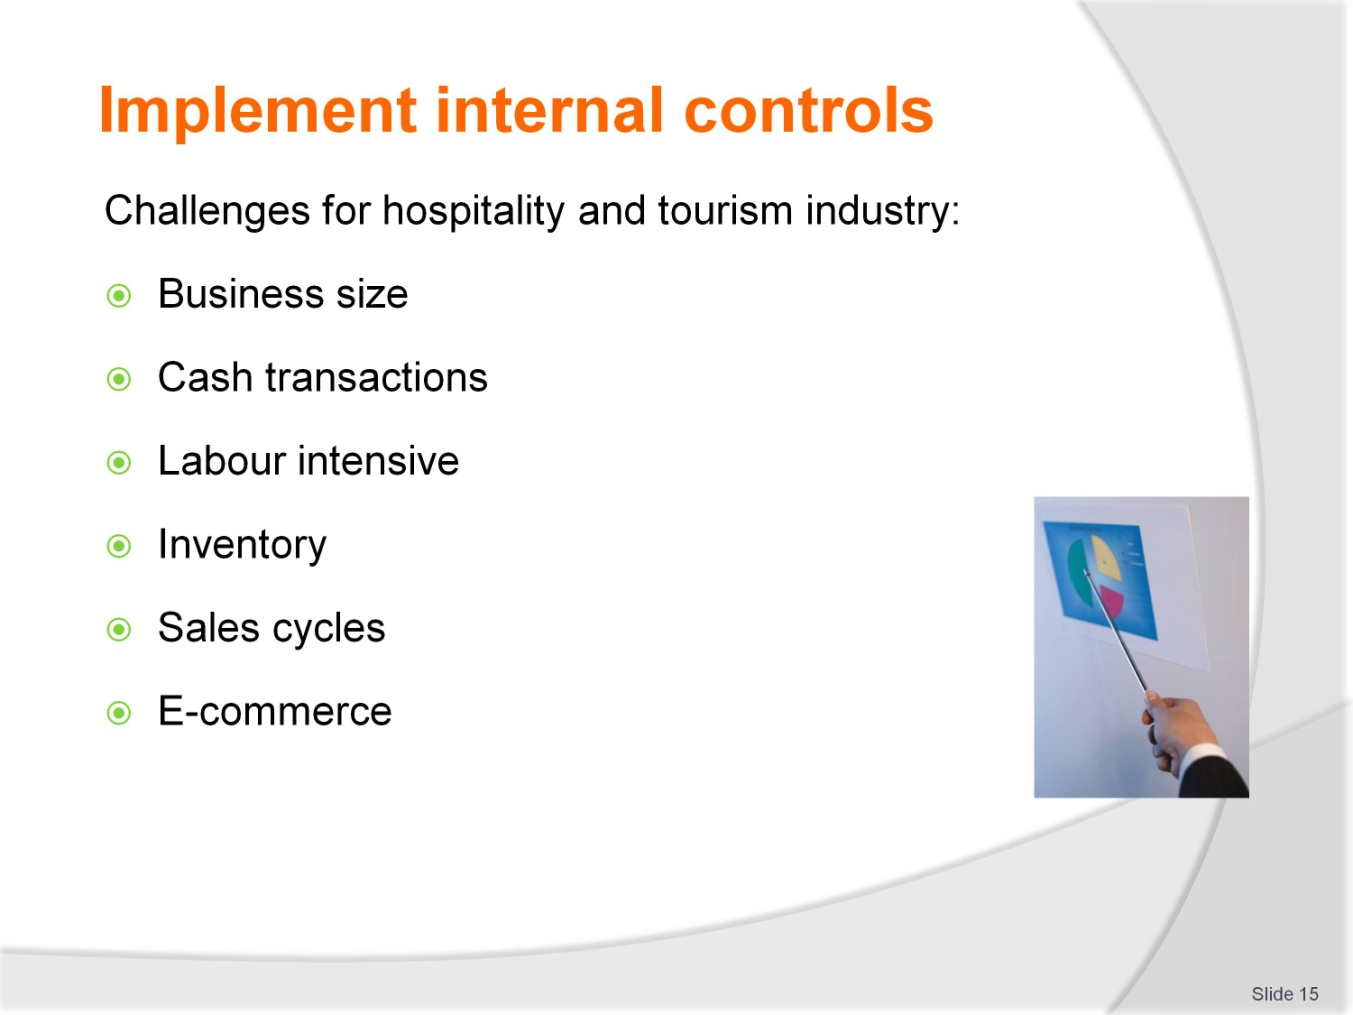 Implement internal controls
Challenges for hospitality and tourism industry:
Business size
Cash transactions
Labour intensive
Inventory
Sales cycles
E-commerce
Slide 15